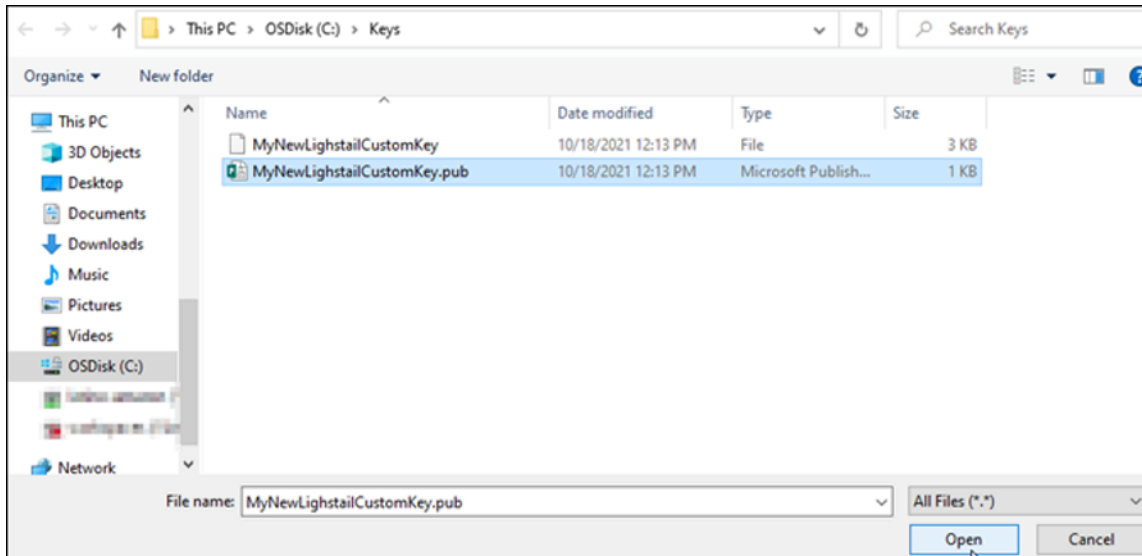 This PC > OSDisk (C:) > Keys
Search Keys
Organize
New folder
Name Date modified Type Size
MyNewLighstailCustomKey 10/18/2021 12:13 PM File 3 KB
MyNewLighstailCustomKey.pub 10/18/2021 12:13 PM Microsoft Publish... 1 KB
This PC
3D Objects
Desktop
Documents
Downloads
Music
Pictures
Videos
OSDisk (C:)
Network
File name: MyNewLighstailCustomKey.pub
All Files (*.*)
Open
Cancel